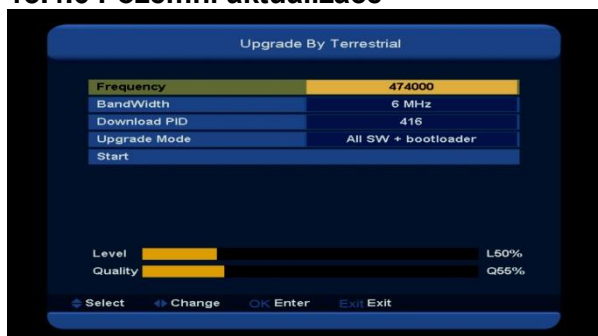 Upgrade By Terrestrial
Frequency 474000
BandWidth 6 MHz
Download PID 416
Upgrade Mode All SW + bootloader
Start
Level L50%
Quality Q55%
Select Change OK Enter Exit Exit